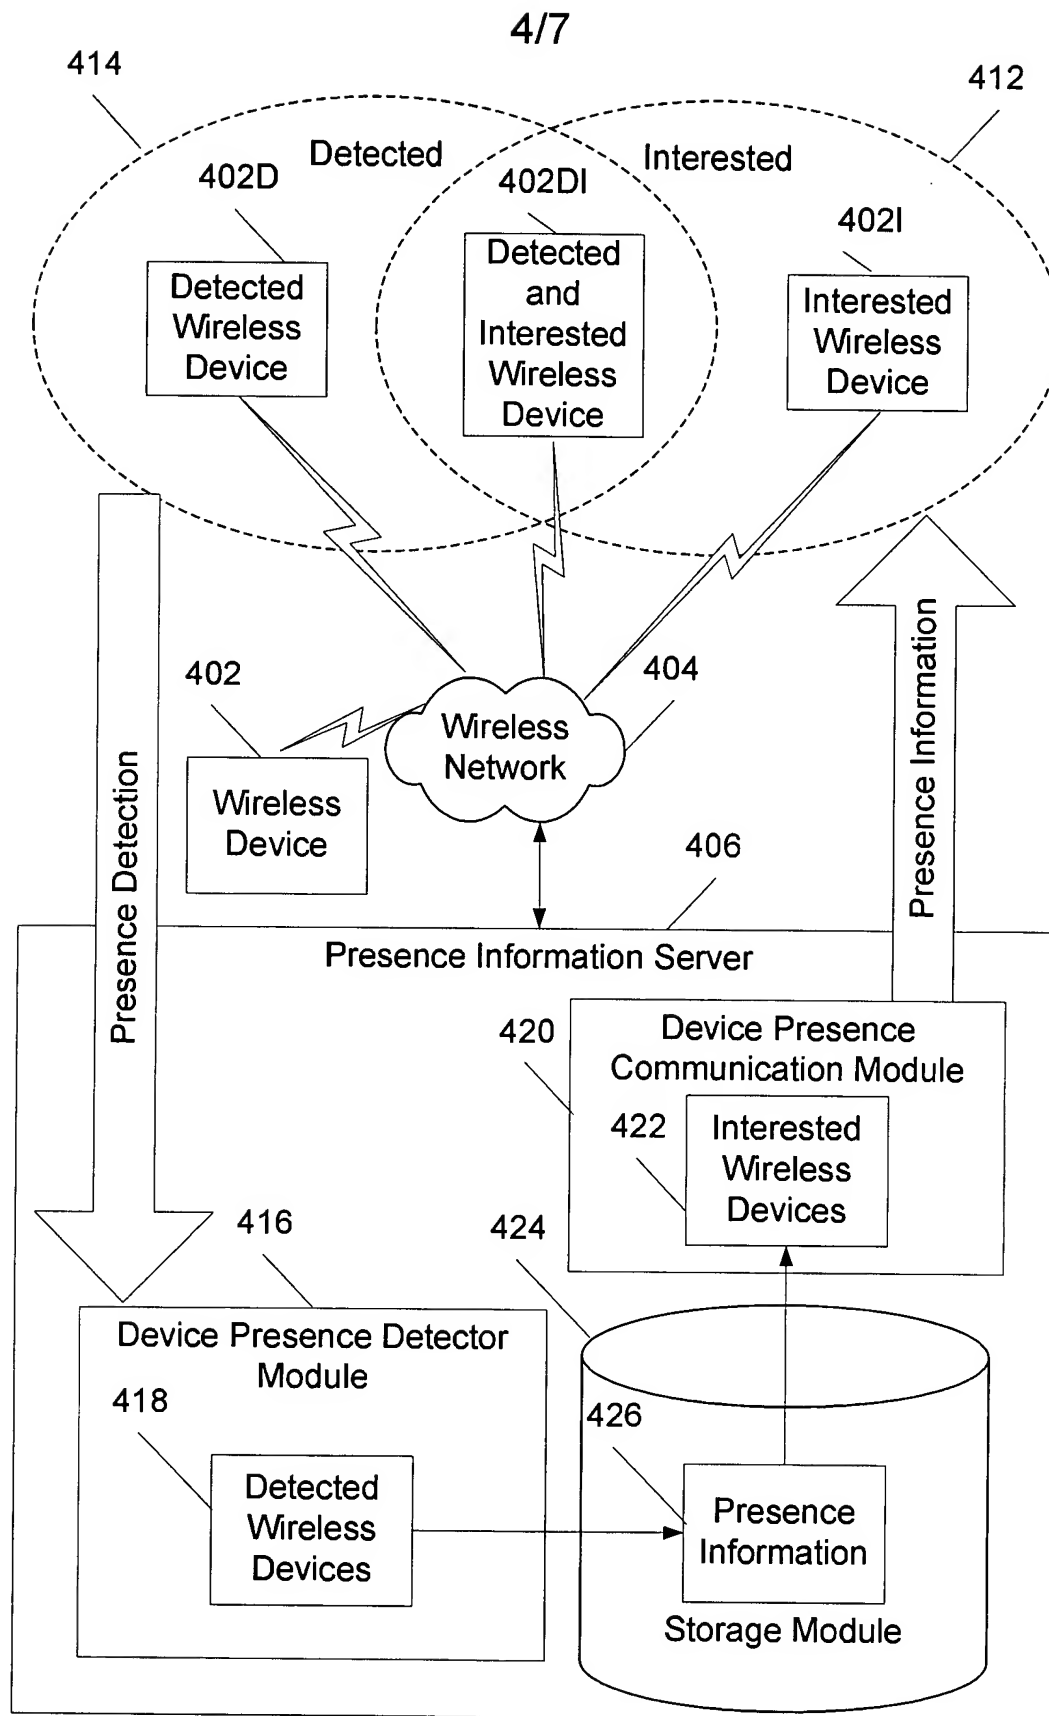 4/7
414
412
Detected
Interested
402D
402DI
402I
Detected
Wireless
Device
Detected
and
Interested
Wireless
Device
Interested
Wireless
Device
Presence Detection
Presence Information
402
404
Wireless
Network
Wireless
Device
406
Presence Information Server
420
Device Presence
Communication Module
422
Interested
Wireless
Devices
416
424
Device Presence Detector
Module
418
426
Detected
Wireless
Devices
Presence
Information
Storage Module